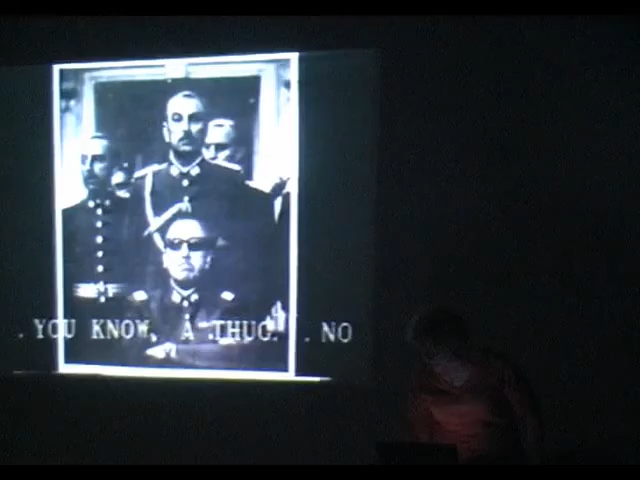 . YOU KNOW, A THUG. . NO